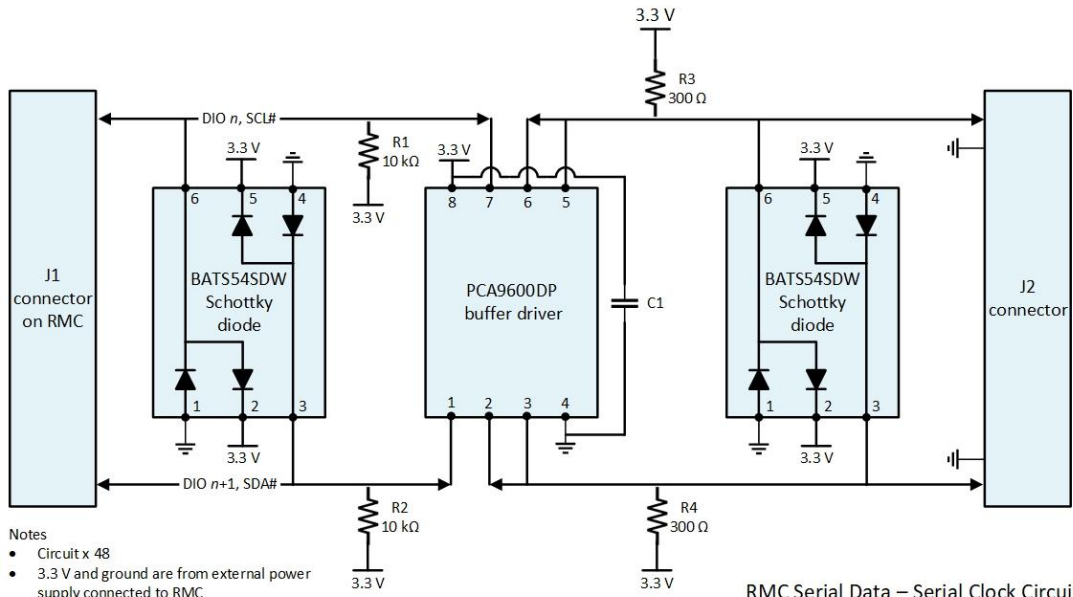 3.3 V
R3
300 Ω
DIO n, SCL#
R1
10 kΩ
3.3 V
3.3 V
3.3 V
3.3 V
6 5 4
8 7 6 5
6 5 4
3.3 V
J1
connector
on RMC
BATS54SDW
Schottky
diode
PCA9600DP
buffer driver
C1
BATS54SDW
Schottky
diode
J2
connector
1 2 3
1 2 3 4
1 2 3
3.3 V
3.3 V
DIO n+1, SDA#
R2
10 kΩ
R4
300 Ω
3.3 V
3.3 V
Notes
• Circuit x 48
• 3.3 V and ground are from external power
supply connected to RMC
RMC Serial Data – Serial Clock Circui